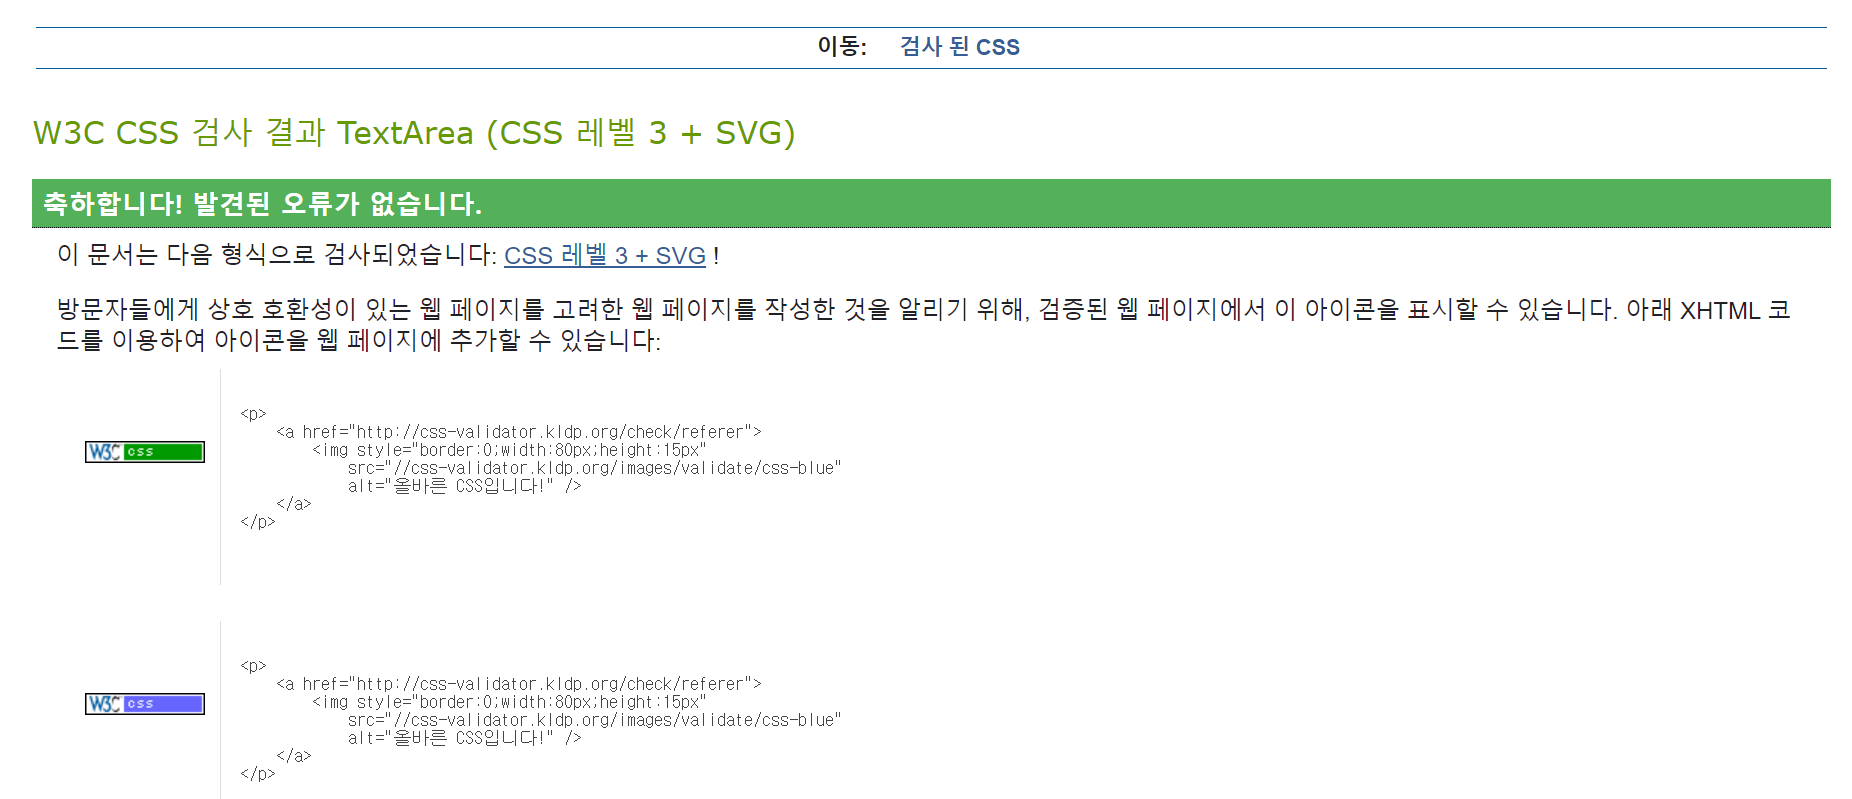 이동: 검사 된 CSS
W3C CSS 검사 결과 TextArea (CSS 레벨 3 + SVG)
축하합니다! 발견된 오류가 없습니다.
이 문서는 다음 형식으로 검사되었습니다: CSS 레벨 3 + SVG !
방문자들에게 상호 호환성이 있는 웹 페이지를 고려한 웹 페이지를 작성한 것을 알리기 위해, 검증된 웹 페이지에서 이 아이콘을 표시할 수 있습니다. 아래 XHTML 코
드를 이용하여 아이콘을 웹 페이지에 추가할 수 있습니다:
<p>
<a href="http://css-validator.kldp.org/check/referer">
W3C css
<img style="border:0;width:80px;height:15px"
src="//css-validator.kldp.org/images/validate/css-blue"
alt="올바른 CSS입니다!" />
</a>
</p>
<p>
<a href="http://css-validator.kldp.org/check/referer">
W3C css
<img style="border:0;width:80px;height:15px"
src="//css-validator.kldp.org/images/validate/css-blue"
alt="올바른 CSS입니다!" />
</a>
</p>